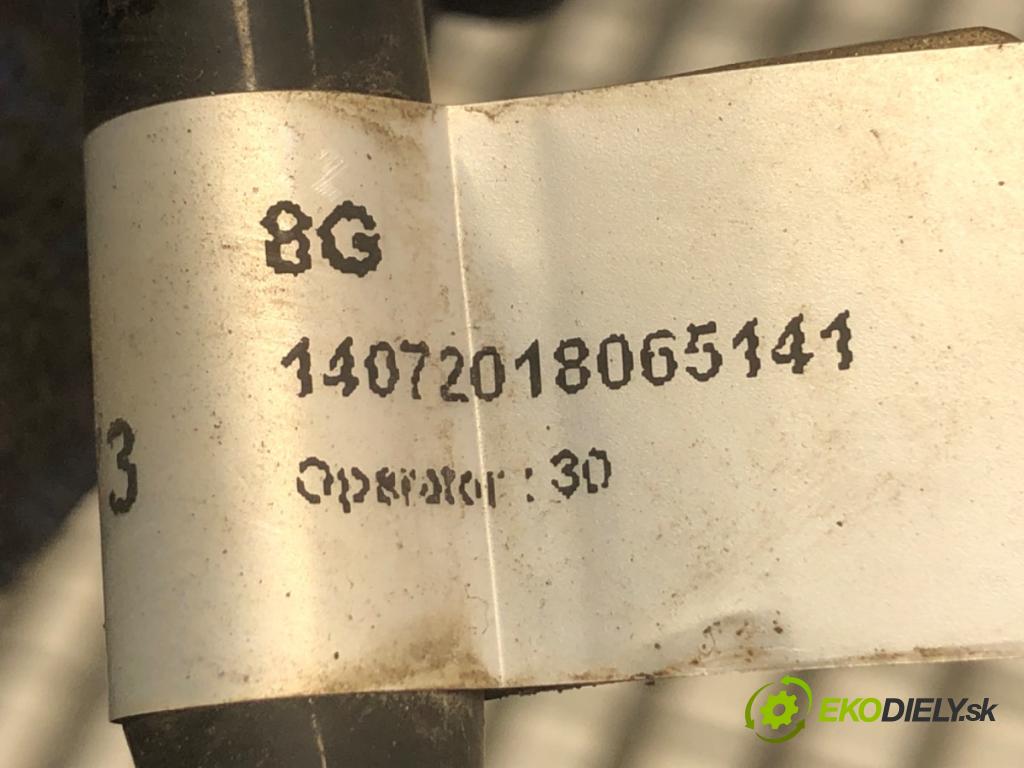 8G
14072018065141
3
Operator : 30
EKODIELY.sk